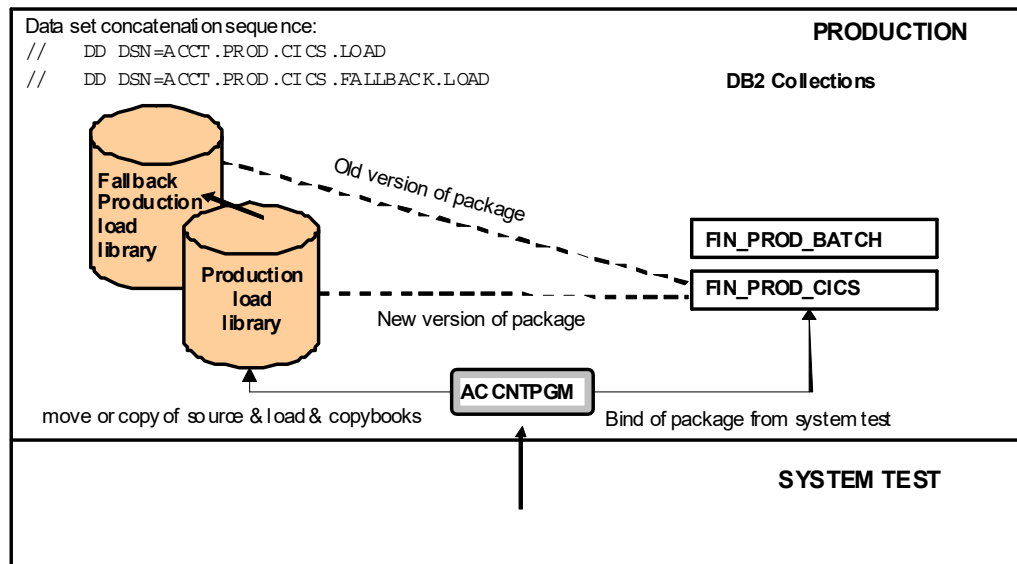 Data set concatenation sequence:
// DD DSN=ACCT.PROD.CICS.LOAD
// DD DSN=ACCT.PROD.CICS.FALLBACK.LOAD
PRODUCTION
DB2 Collections
Fallback
Production
load
library
Old version of package
Production
load
library
New version of package
FIN_PROD_BATCH
FIN_PROD_CICS
ACCNTPGM
move or copy of source & load & copybooks
Bind of package from system test
SYSTEM TEST